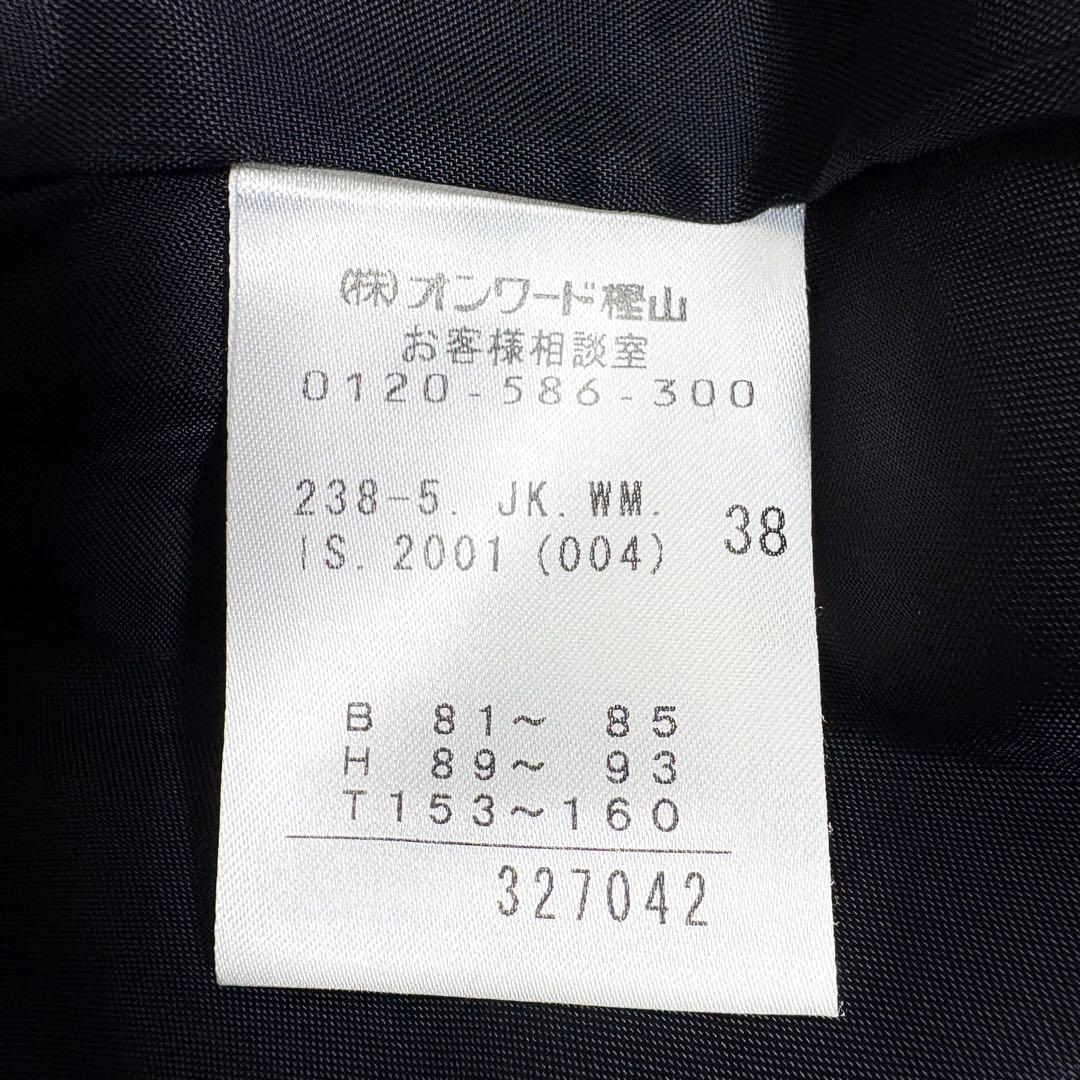 (株)オンワード樫山
お客様相談室
0120-586-300
238-5. JK. WM.
IS. 2001 (004) 38
B 81~ 85
H 89~ 93
T153~160
327042